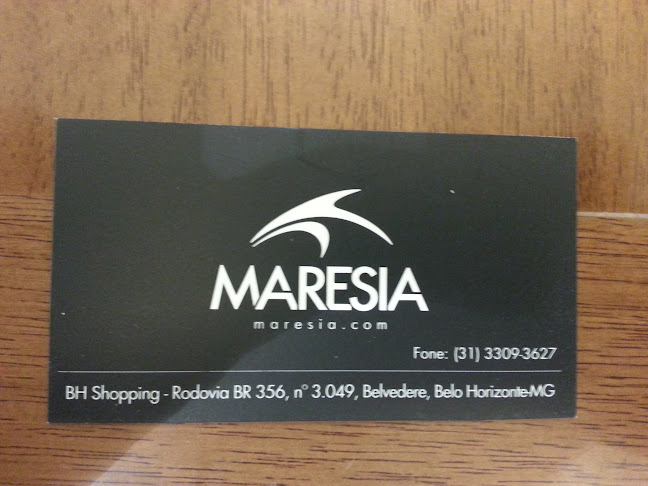 MARESIA
maresia.com
Fone: (31) 3309-3627
BH Shopping - Rodovia BR 356, nº 3.049, Belvedere, Belo Horizonte-MG